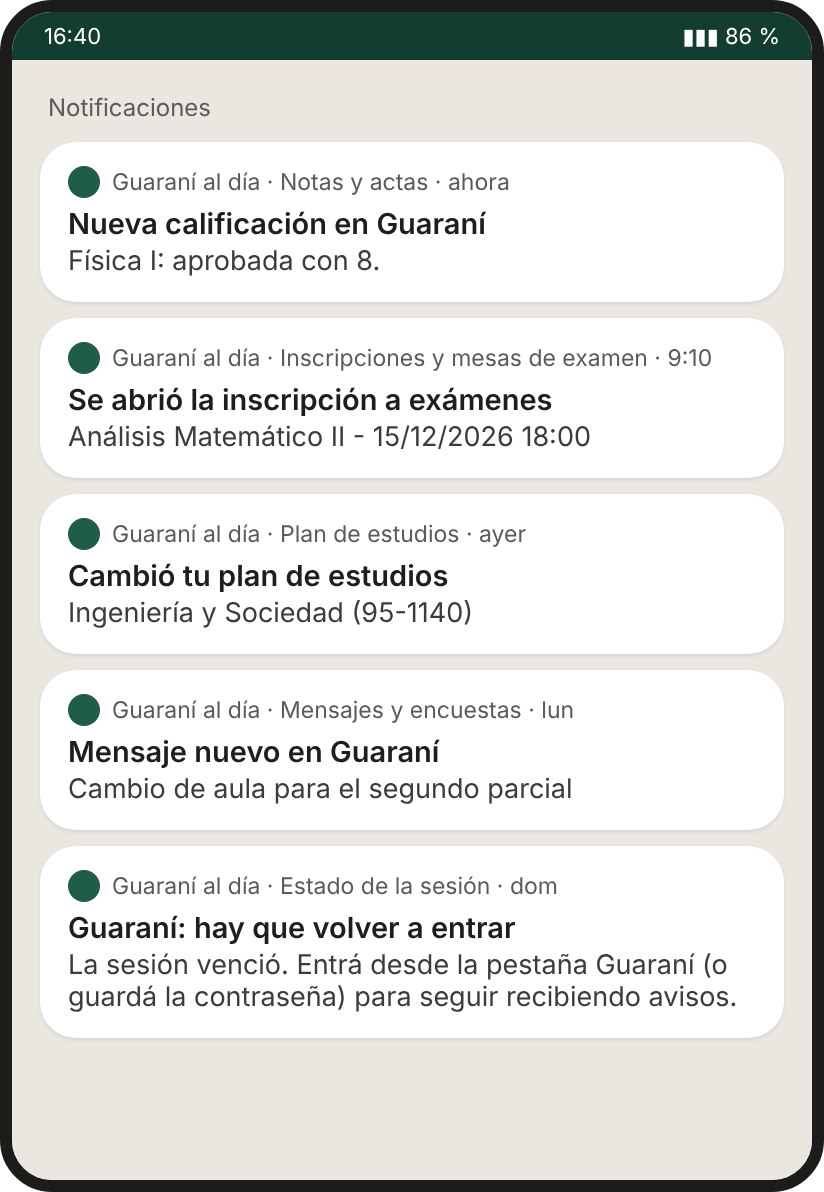 16:40
86 %
Notificaciones
Guaraní al día · Notas y actas · ahora
Nueva calificación en Guaraní
Física I: aprobada con 8.
Guaraní al día · Inscripciones y mesas de examen · 9:10
Se abrió la inscripción a exámenes
Análisis Matemático II - 15/12/2026 18:00
Guaraní al día · Plan de estudios · ayer
Cambió tu plan de estudios
Ingeniería y Sociedad (95-1140)
Guaraní al día · Mensajes y encuestas · lun
Mensaje nuevo en Guaraní
Cambio de aula para el segundo parcial
Guaraní al día · Estado de la sesión · dom
Guaraní: hay que volver a entrar
La sesión venció. Entrá desde la pestaña Guaraní (o
guardá la contraseña) para seguir recibiendo avisos.